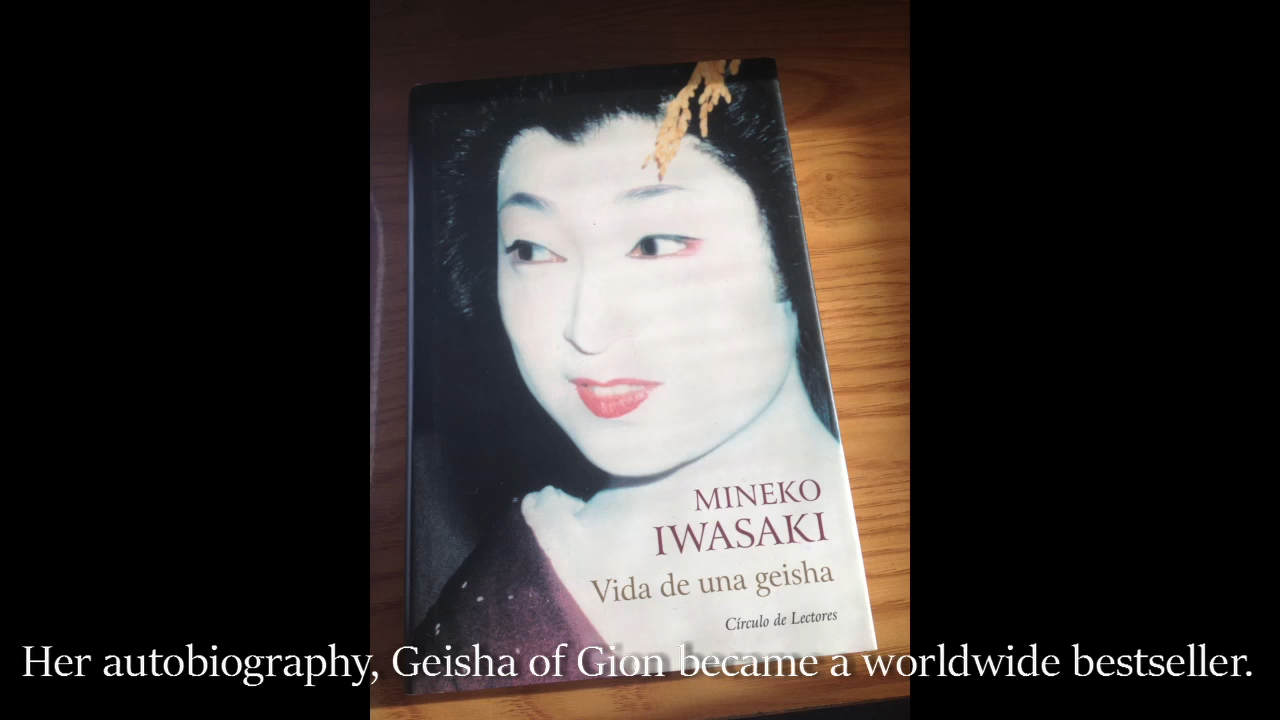 MINEKO
IWASAKI
Vida de una geisha
Círculo de Lectores
Her autobiography, Geisha of Gion became a worldwide bestseller.